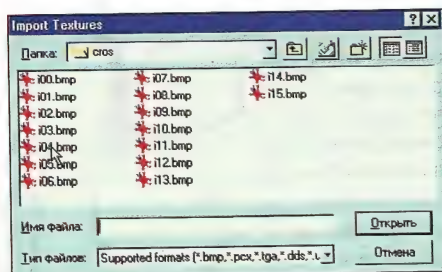 Import Textures
Папка: cros
i00.bmp
i01.bmp
i02.bmp
i03.bmp
i04.bmp
i05.bmp
i06.bmp
i07.bmp
i08.bmp
i09.bmp
i10.bmp
i11.bmp
i12.bmp
i13.bmp
i14.bmp
i15.bmp
Имя файла:
Открыть
Тип файлов: Supported formats (*.bmp,*.pcx,*.tga,*.dds,*.u
Отмена